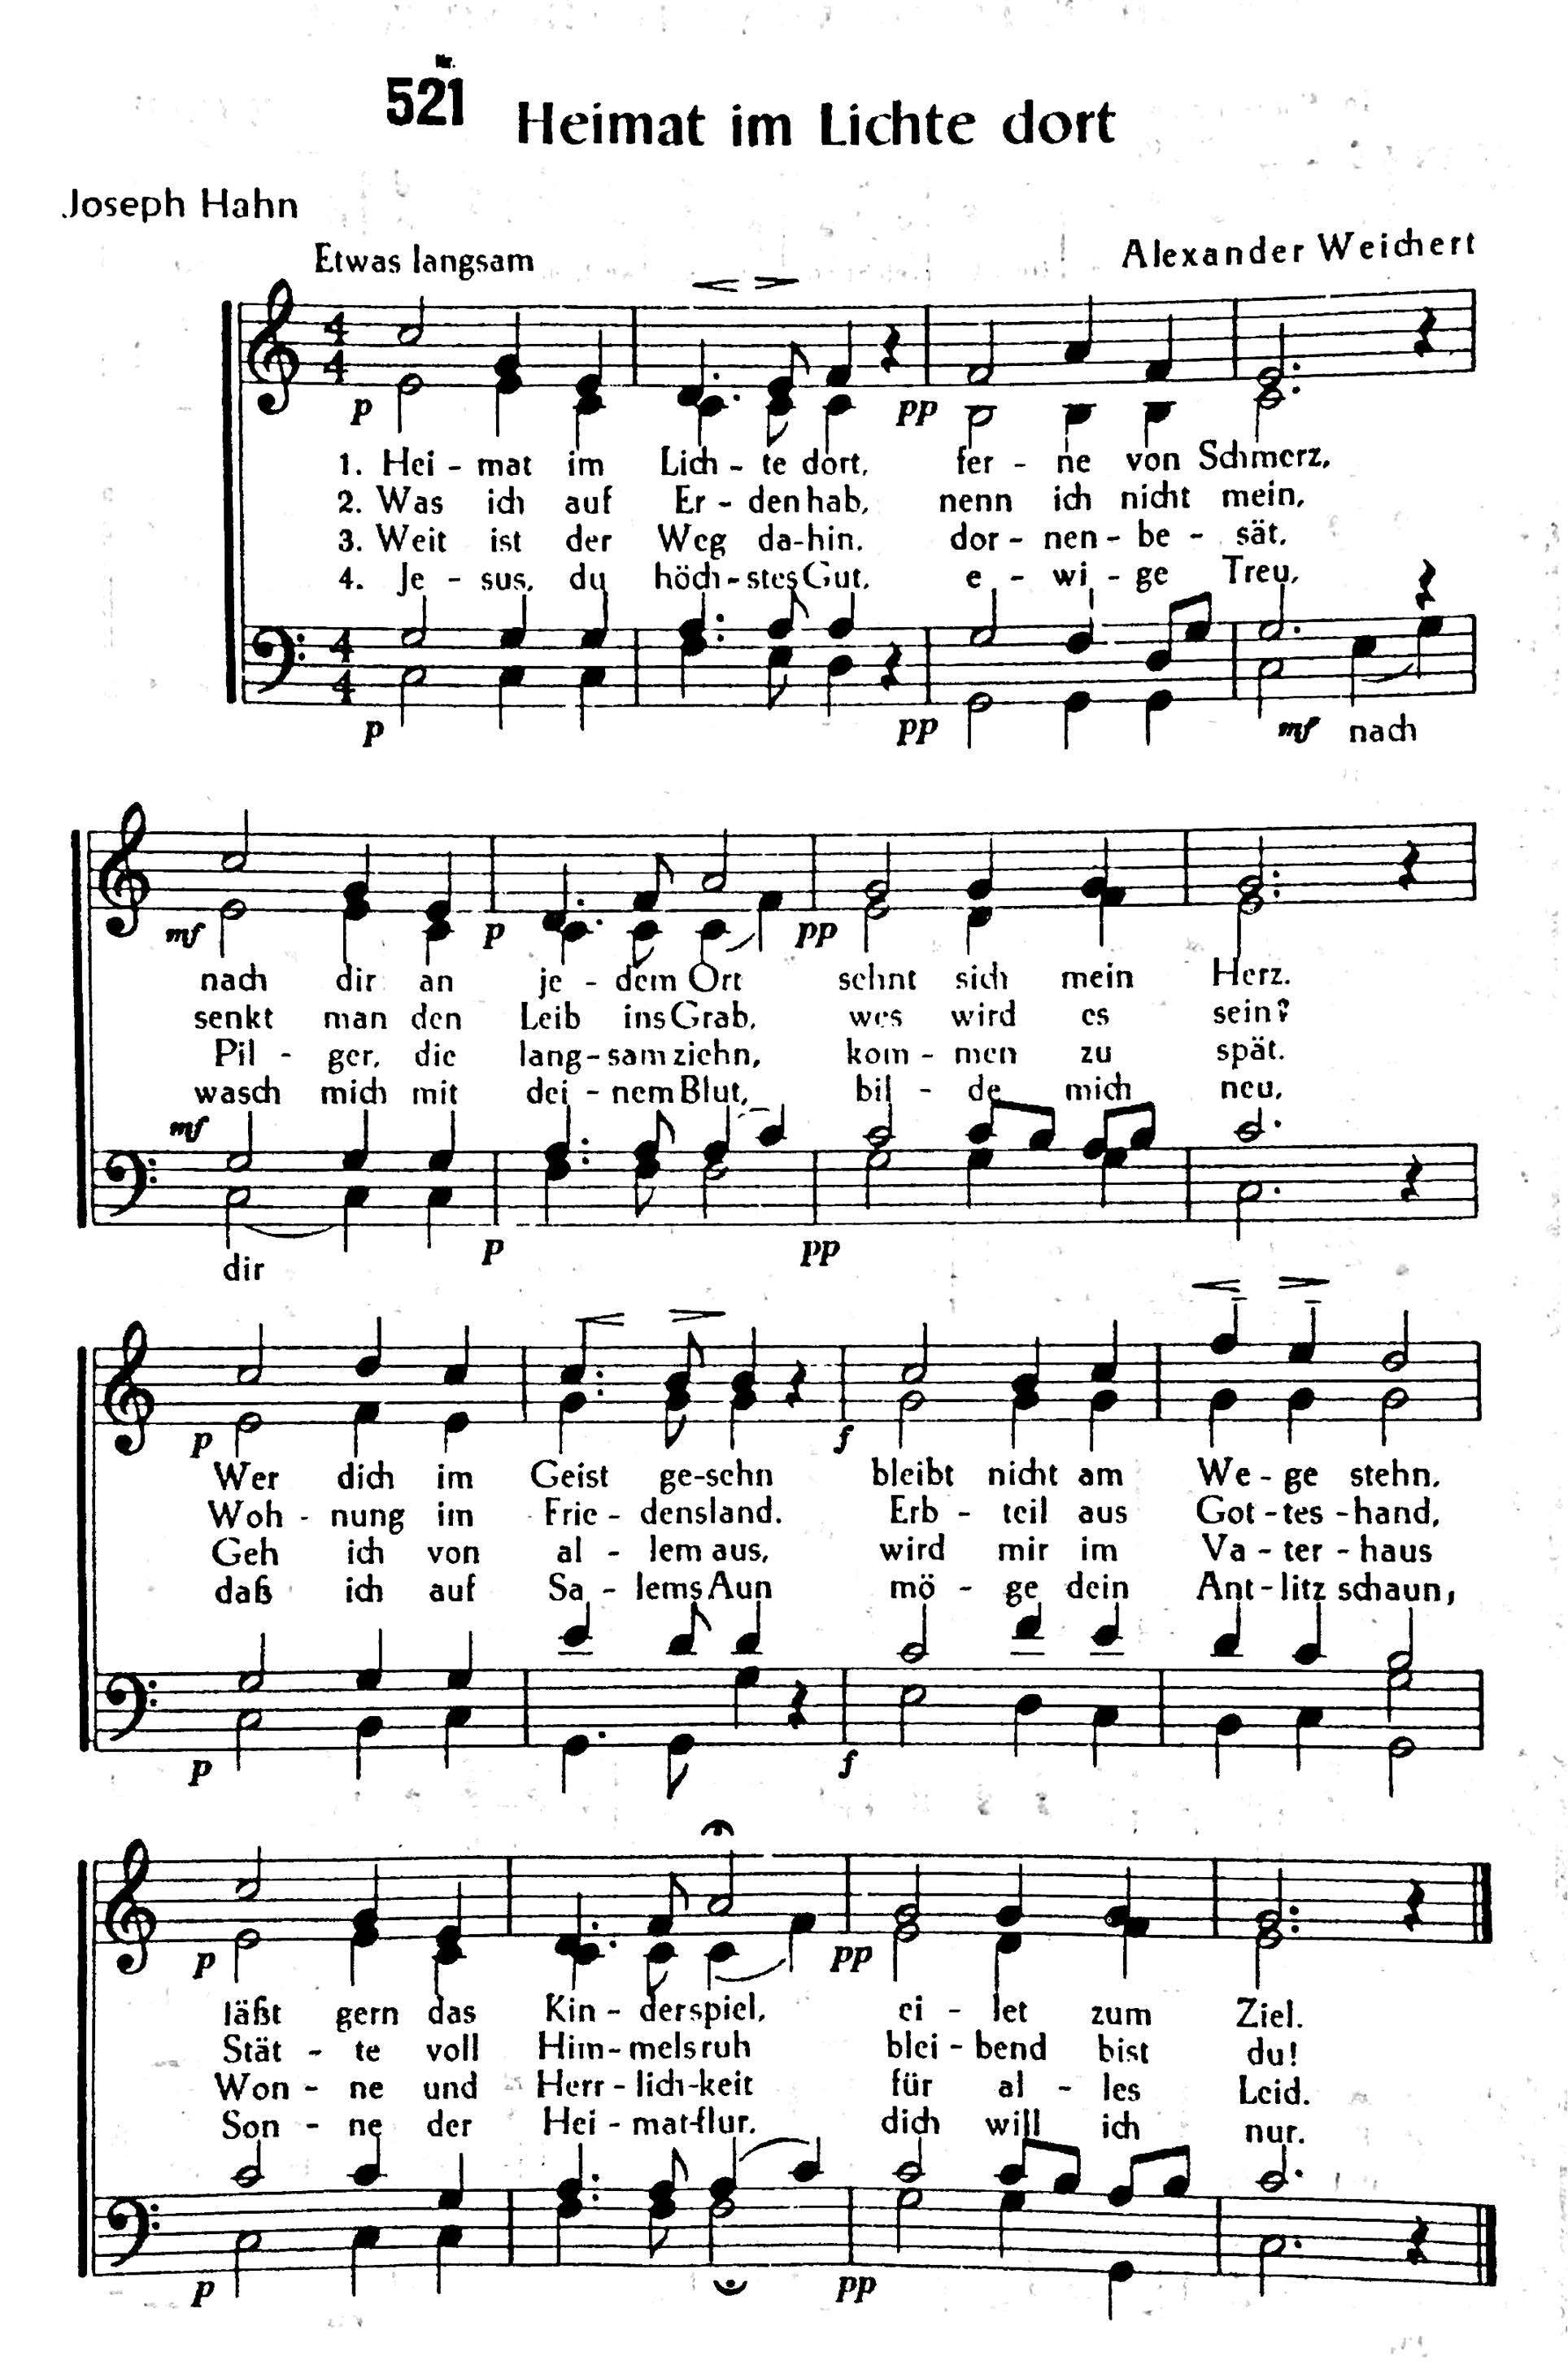 Nr.
521
Heimat im Lichte dort
Joseph Hahn
Etwas langsam
Alexander Weichert
p pp
1. Hei - mat im Lich - te dort, fer - ne von Schmerz,
2. Was ich auf Er - den hab, nenn ich nicht mein,
3. Weit ist der Weg da-hin, dor - nen - be - sät,
4. Je - sus, du höch-stes Gut, e - wi - ge Treu,
p pp mf nach
mf p pp
nach dir an je - dem Ort sehnt sich mein Herz.
senkt man den Leib ins Grab, wes wird es sein?
Pil - ger, die lang-sam ziehn, kom - men zu spät.
wasch mich mit dei - nem Blut, bil - de mich neu,
mf
p pp
dir
p f
Wer dich im Geist ge-sehn bleibt nicht am We - ge stehn,
Woh - nung im Frie - densland. Erb - teil aus Got-tes-hand,
Geh ich von al - lem aus, wird mir im Va - ter - haus
daß ich auf Sa - lems Aun mö - ge dein Ant-litz schaun,
p f
p pp
läßt gern das Kin - derspiel, ei - let zum Ziel.
Stät - te voll Him-mels ruh blei - bend bist du!
Won - ne und Herr - lich-keit für al - les Leid.
Son - ne der Hei - mat-flur, dich will ich nur.
p pp